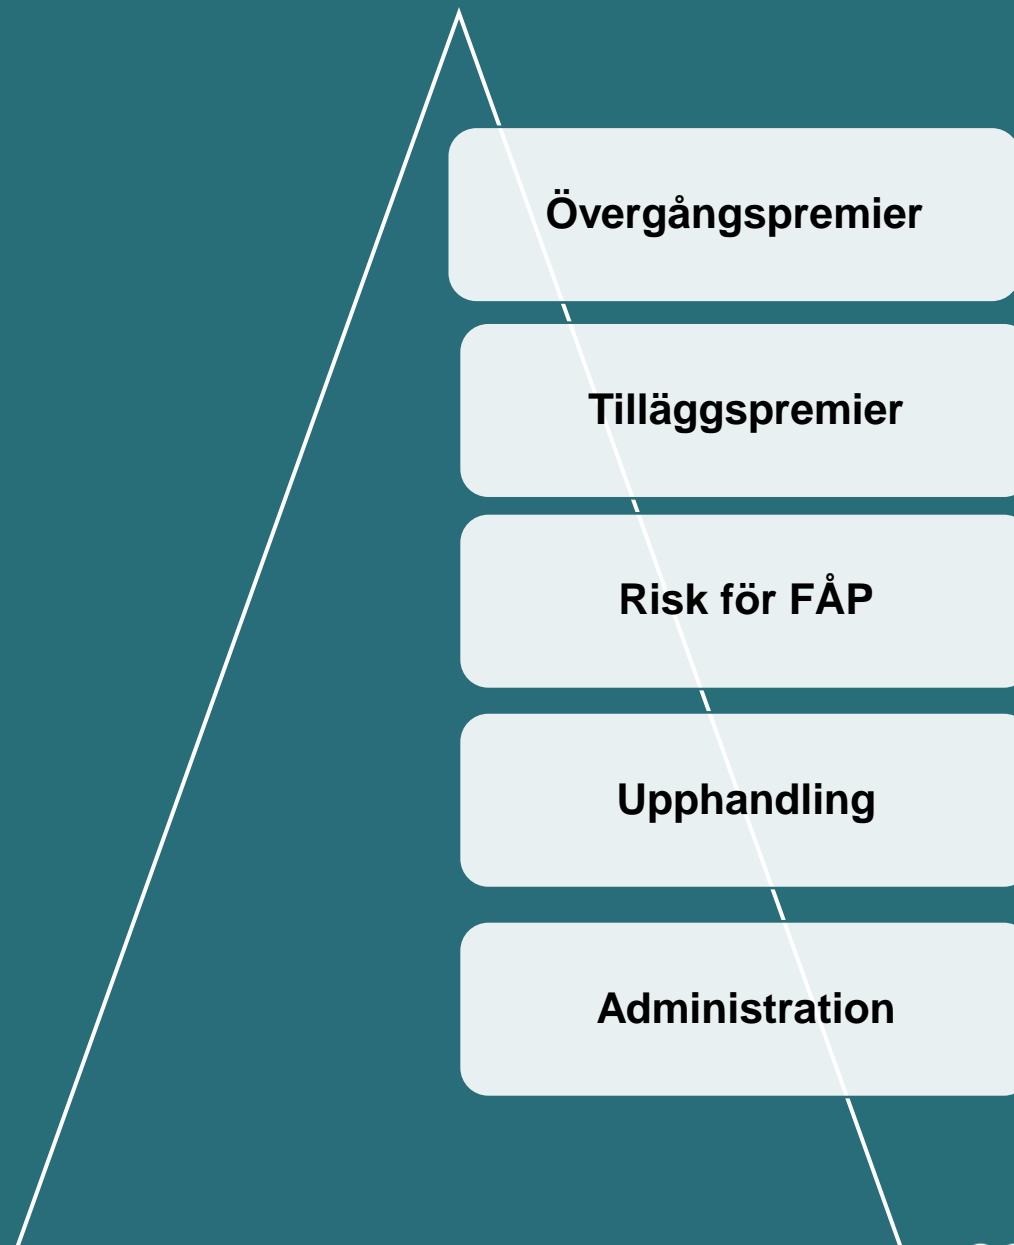 Övergångspremier
Tilläggspremier
Risk för FÅP
Upphandling
Administration